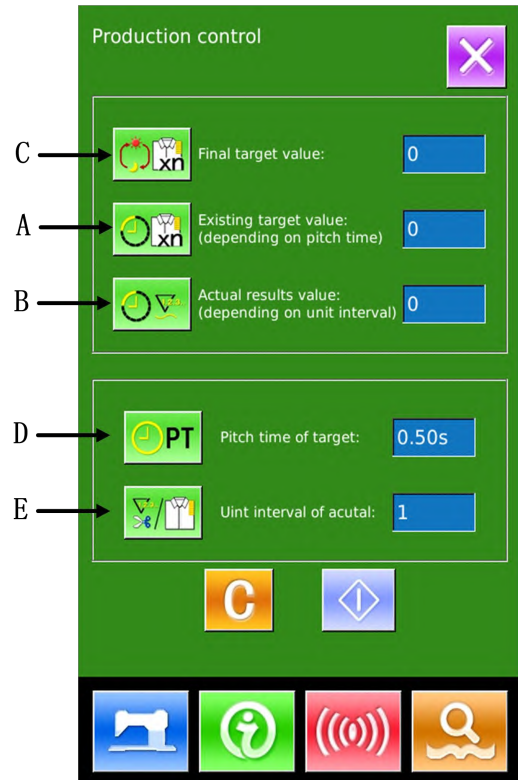 Production control
C
xn
Final target value:
0
A
xn
Existing target value:
(depending on pitch time)
0
B
Actual results value:
(depending on unit interval)
0
D
PT
Pitch time of target:
0.50s
E
Uint interval of acutal:
1
C